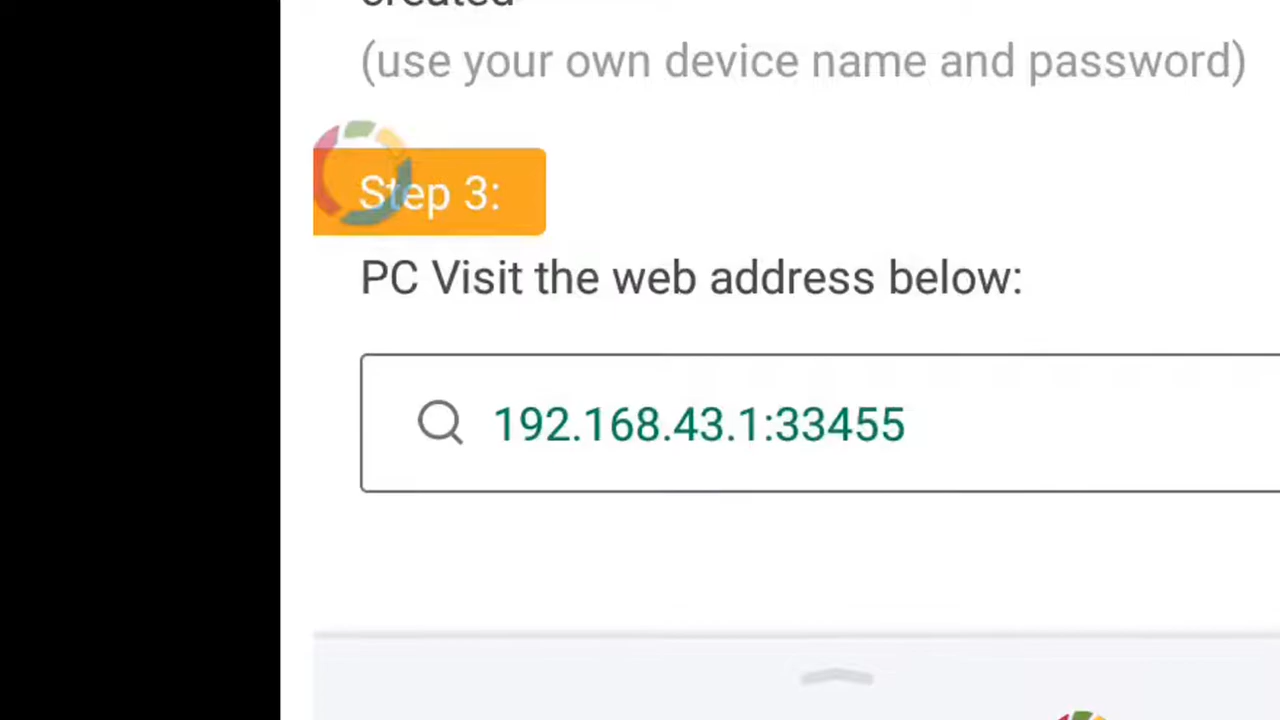 created
(use your own device name and password)
Step 3:
PC Visit the web address below:
192.168.43.1:33455